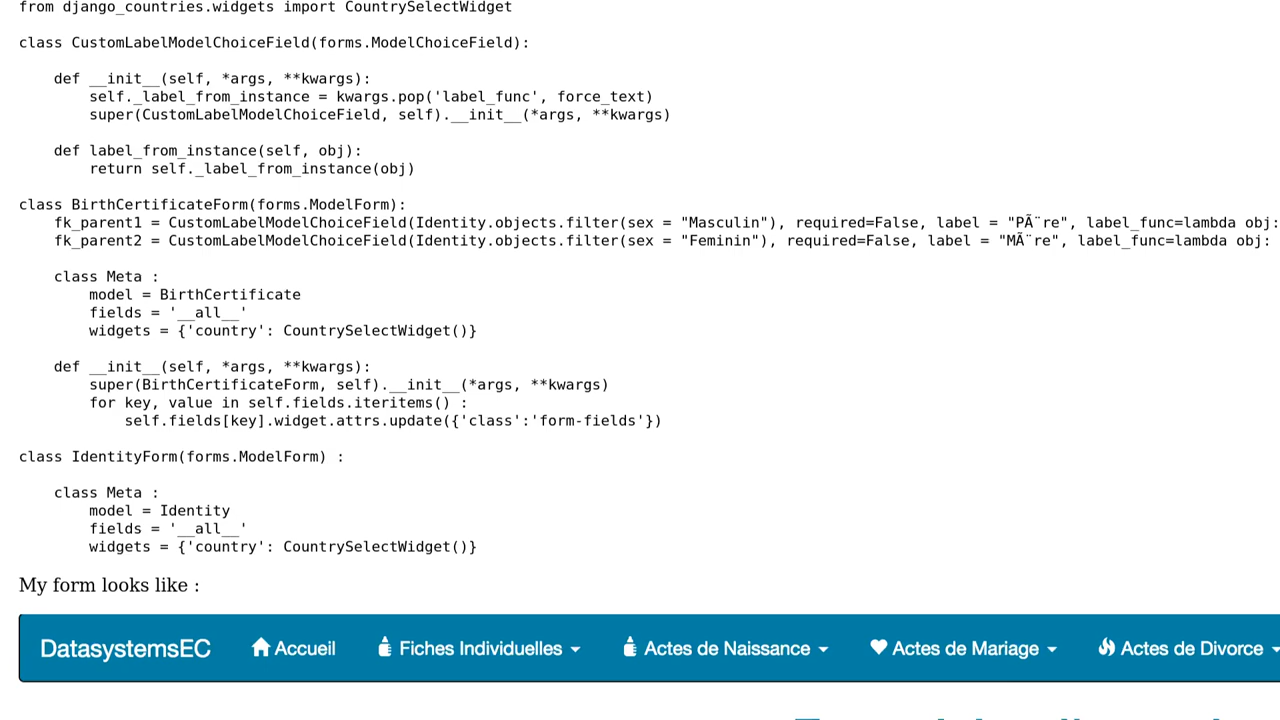 from django_countries.widgets import CountrySelectWidget
class CustomLabelModelChoiceField(forms.ModelChoiceField):
    def __init__(self, *args, **kwargs):
        self._label_from_instance = kwargs.pop('label_func', force_text)
        super(CustomLabelModelChoiceField, self).__init__(*args, **kwargs)
    def label_from_instance(self, obj):
        return self._label_from_instance(obj)
class BirthCertificateForm(forms.ModelForm):
    fk_parent1 = CustomLabelModelChoiceField(Identity.objects.filter(sex = "Masculin"), required=False, label = "PÃ¨re", label_func=lambda obj:
    fk_parent2 = CustomLabelModelChoiceField(Identity.objects.filter(sex = "Feminin"), required=False, label = "MÃ¨re", label_func=lambda obj:
    class Meta :
        model = BirthCertificate
        fields = '__all__'
        widgets = {'country': CountrySelectWidget()}
    def __init__(self, *args, **kwargs):
        super(BirthCertificateForm, self).__init__(*args, **kwargs)
        for key, value in self.fields.iteritems() :
            self.fields[key].widget.attrs.update({'class':'form-fields'})
class IdentityForm(forms.ModelForm) :
    class Meta :
        model = Identity
        fields = '__all__'
        widgets = {'country': CountrySelectWidget()}
My form looks like :
DatasystemsEC Accueil Fiches Individuelles Actes de Naissance Actes de Mariage Actes de Divorce